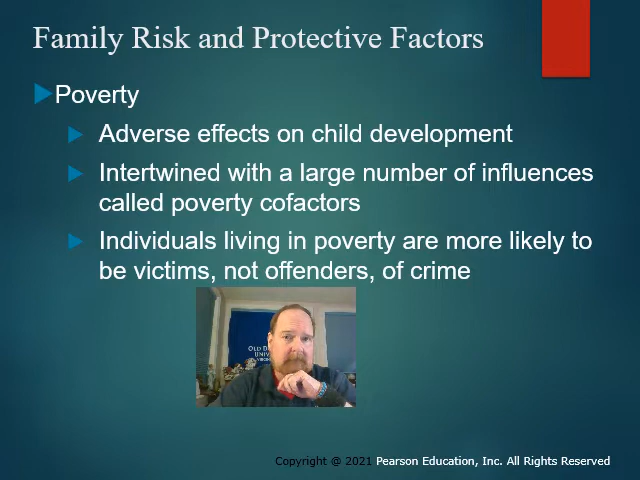 Family Risk and Protective Factors
Poverty
Adverse effects on child development
Intertwined with a large number of influences
called poverty cofactors
Individuals living in poverty are more likely to
be victims, not offenders, of crime
OLD
UNIV
Copyright @ 2021 Pearson Education, Inc. All Rights Reserved